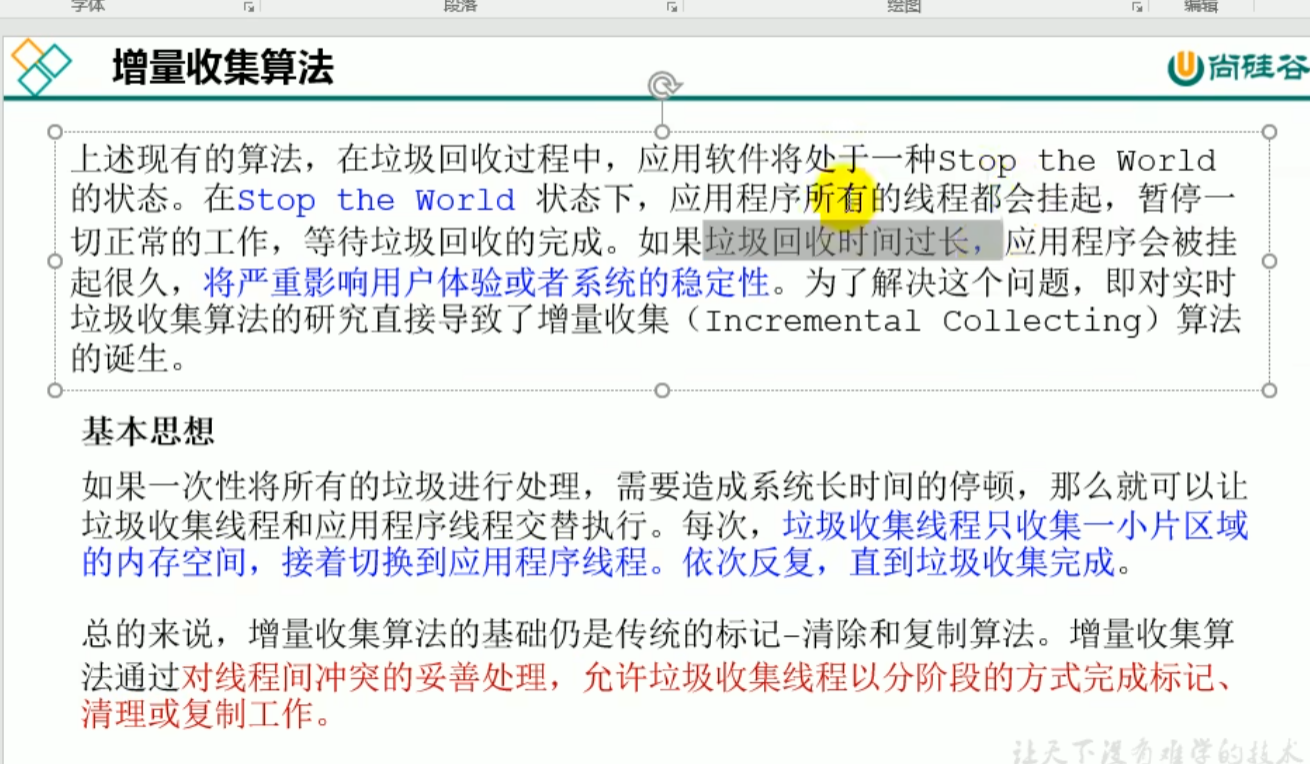 字体 段落 绘图 编辑
增量收集算法
尚硅谷
上述现有的算法，在垃圾回收过程中，应用软件将处于一种Stop the World
的状态。在Stop the World 状态下，应用程序所有的线程都会挂起，暂停一
切正常的工作，等待垃圾回收的完成。如果垃圾回收时间过长，应用程序会被挂
起很久，将严重影响用户体验或者系统的稳定性。为了解决这个问题，即对实时
垃圾收集算法的研究直接导致了增量收集（Incremental Collecting）算法
的诞生。
基本思想
如果一次性将所有的垃圾进行处理，需要造成系统长时间的停顿，那么就可以让
垃圾收集线程和应用程序线程交替执行。每次，垃圾收集线程只收集一小片区域
的内存空间，接着切换到应用程序线程。依次反复，直到垃圾收集完成。
总的来说，增量收集算法的基础仍是传统的标记-清除和复制算法。增量收集算
法通过对线程间冲突的妥善处理，允许垃圾收集线程以分阶段的方式完成标记、
清理或复制工作。
让天下没有难学的技术